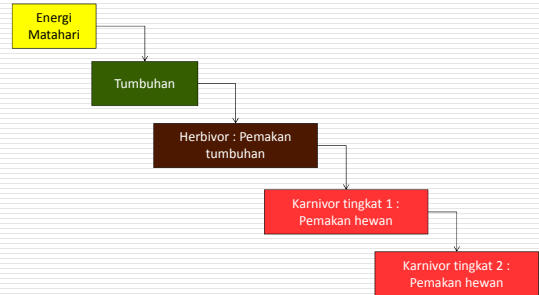 Energi
Matahari
Tumbuhan
Herbivor : Pemakan
tumbuhan
Karnivor tingkat 1 :
Pemakan hewan
Karnivor tingkat 2 :
Pemakan hewan